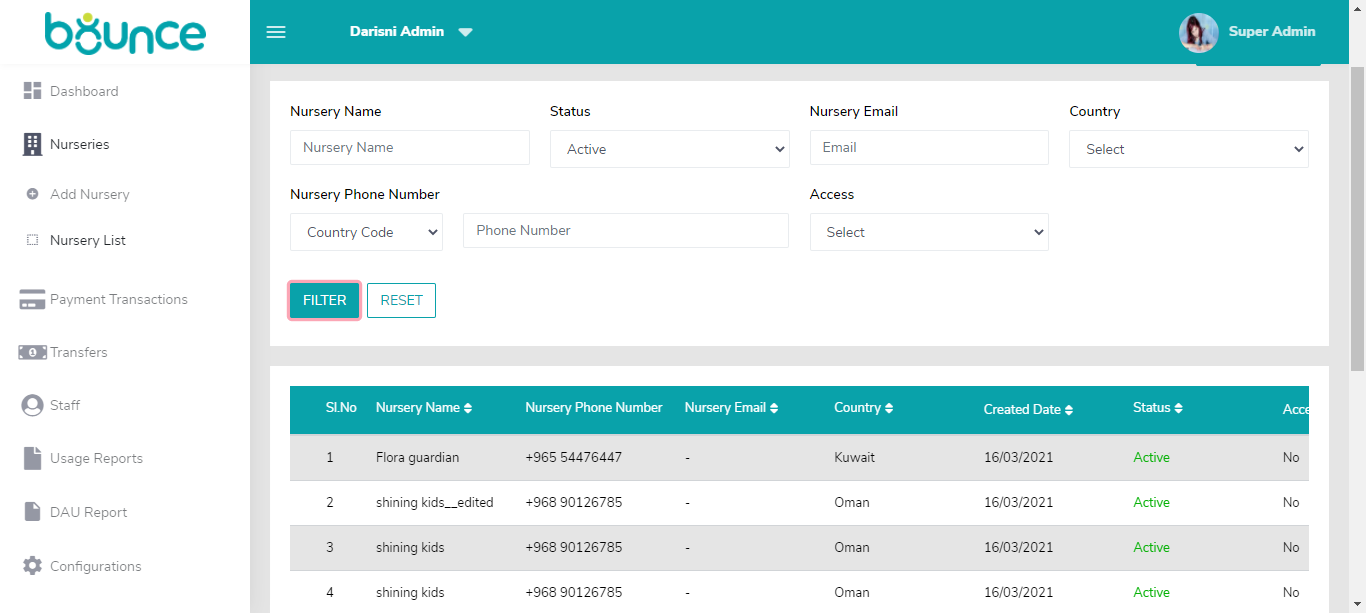 bounce
Darisni Admin
Super Admin
Dashboard
Nurseries
Add Nursery
Nursery List
Payment Transactions
Transfers
Staff
Usage Reports
DAU Report
Configurations
Nursery Name Status Nursery Email Country
Nursery Name Active Email Select
Nursery Phone Number Access
Country Code Phone Number Select
FILTER RESET
Sl.No Nursery Name Nursery Phone Number Nursery Email Country Created Date Status Acce
1 Flora guardian +965 54476447 - Kuwait 16/03/2021 Active No
2 shining kids__edited +968 90126785 - Oman 16/03/2021 Active No
3 shining kids +968 90126785 - Oman 16/03/2021 Active No
4 shining kids +968 90126785 - Oman 16/03/2021 Active No